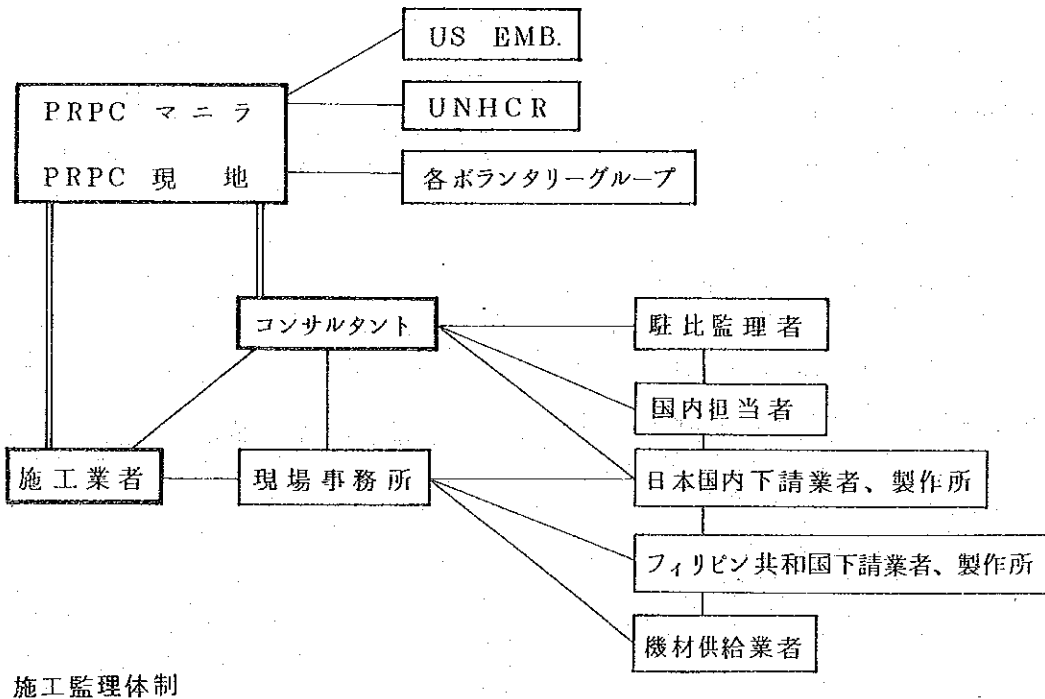 US EMB.
PRPC マニラ
UNHCR
PRPC 現地
各ボランタリーグループ
コンサルタント
駐比監理者
国内担当者
施工業者
現場事務所
日本国内下請業者、製作所
フィリピン共和国下請業者、製作所
機材供給業者
施工監理体制